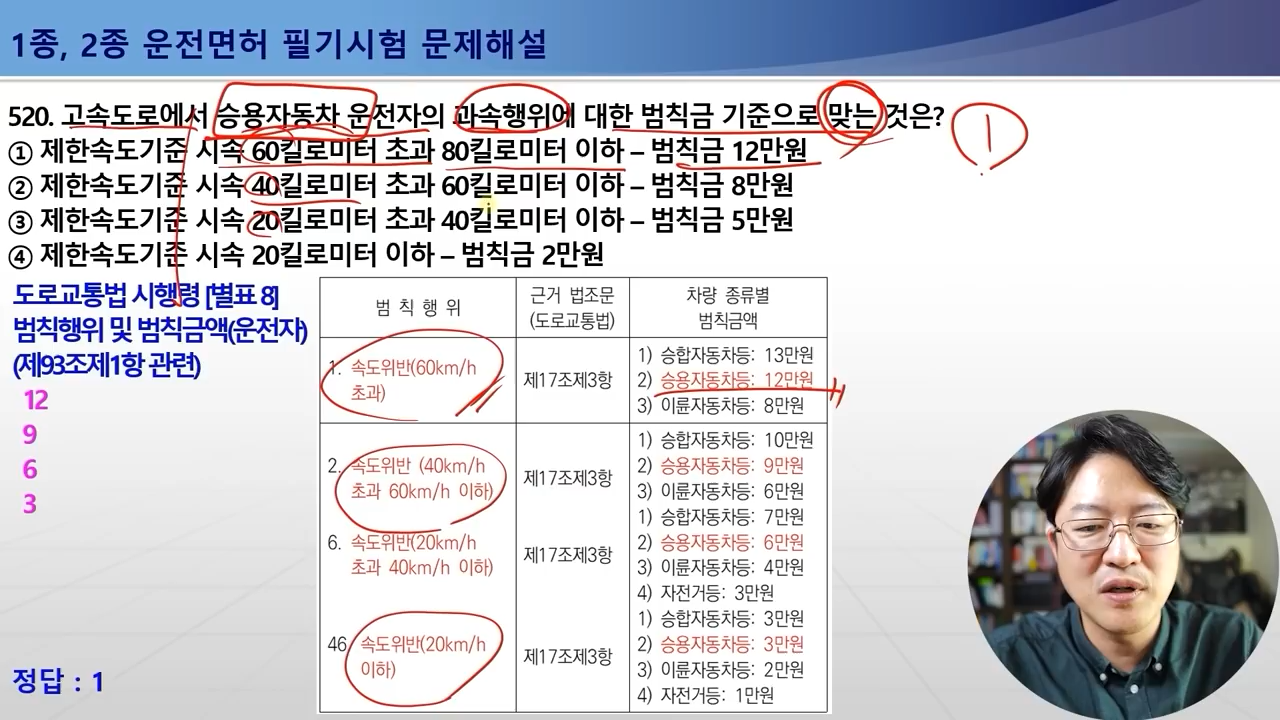 1종, 2종 운전면허 필기시험 문제해설
520. 고속도로에서 승용자동차 운전자의 과속행위에 대한 범칙금 기준으로 맞는 것은?
1
① 제한속도기준 시속 60킬로미터 초과 80킬로미터 이하 – 범칙금 12만원
② 제한속도기준 시속 40킬로미터 초과 60킬로미터 이하 – 범칙금 8만원
③ 제한속도기준 시속 20킬로미터 초과 40킬로미터 이하 – 범칙금 5만원
④ 제한속도기준 시속 20킬로미터 이하 – 범칙금 2만원
도로교통법 시행령 [별표 8]
범칙행위 및 범칙금액(운전자)
(제93조제1항 관련)
12
9
6
3
정답 : 1
범 칙 행 위
근거 법조문
(도로교통법)
차량 종류별
범칙금액
1. 속도위반(60km/h
초과)
제17조제3항
1) 승합자동차등: 13만원
2) 승용자동차등: 12만원
3) 이륜자동차등: 8만원
2. 속도위반 (40km/h
초과 60km/h 이하)
제17조제3항
1) 승합자동차등: 10만원
2) 승용자동차등: 9만원
3) 이륜자동차등: 6만원
6. 속도위반(20km/h
초과 40km/h 이하)
제17조제3항
1) 승합자동차등: 7만원
2) 승용자동차등: 6만원
3) 이륜자동차등: 4만원
4) 자전거등: 3만원
46 속도위반(20km/h
이하)
제17조제3항
1) 승합자동차등: 3만원
2) 승용자동차등: 3만원
3) 이륜자동차등: 2만원
4) 자전거등: 1만원